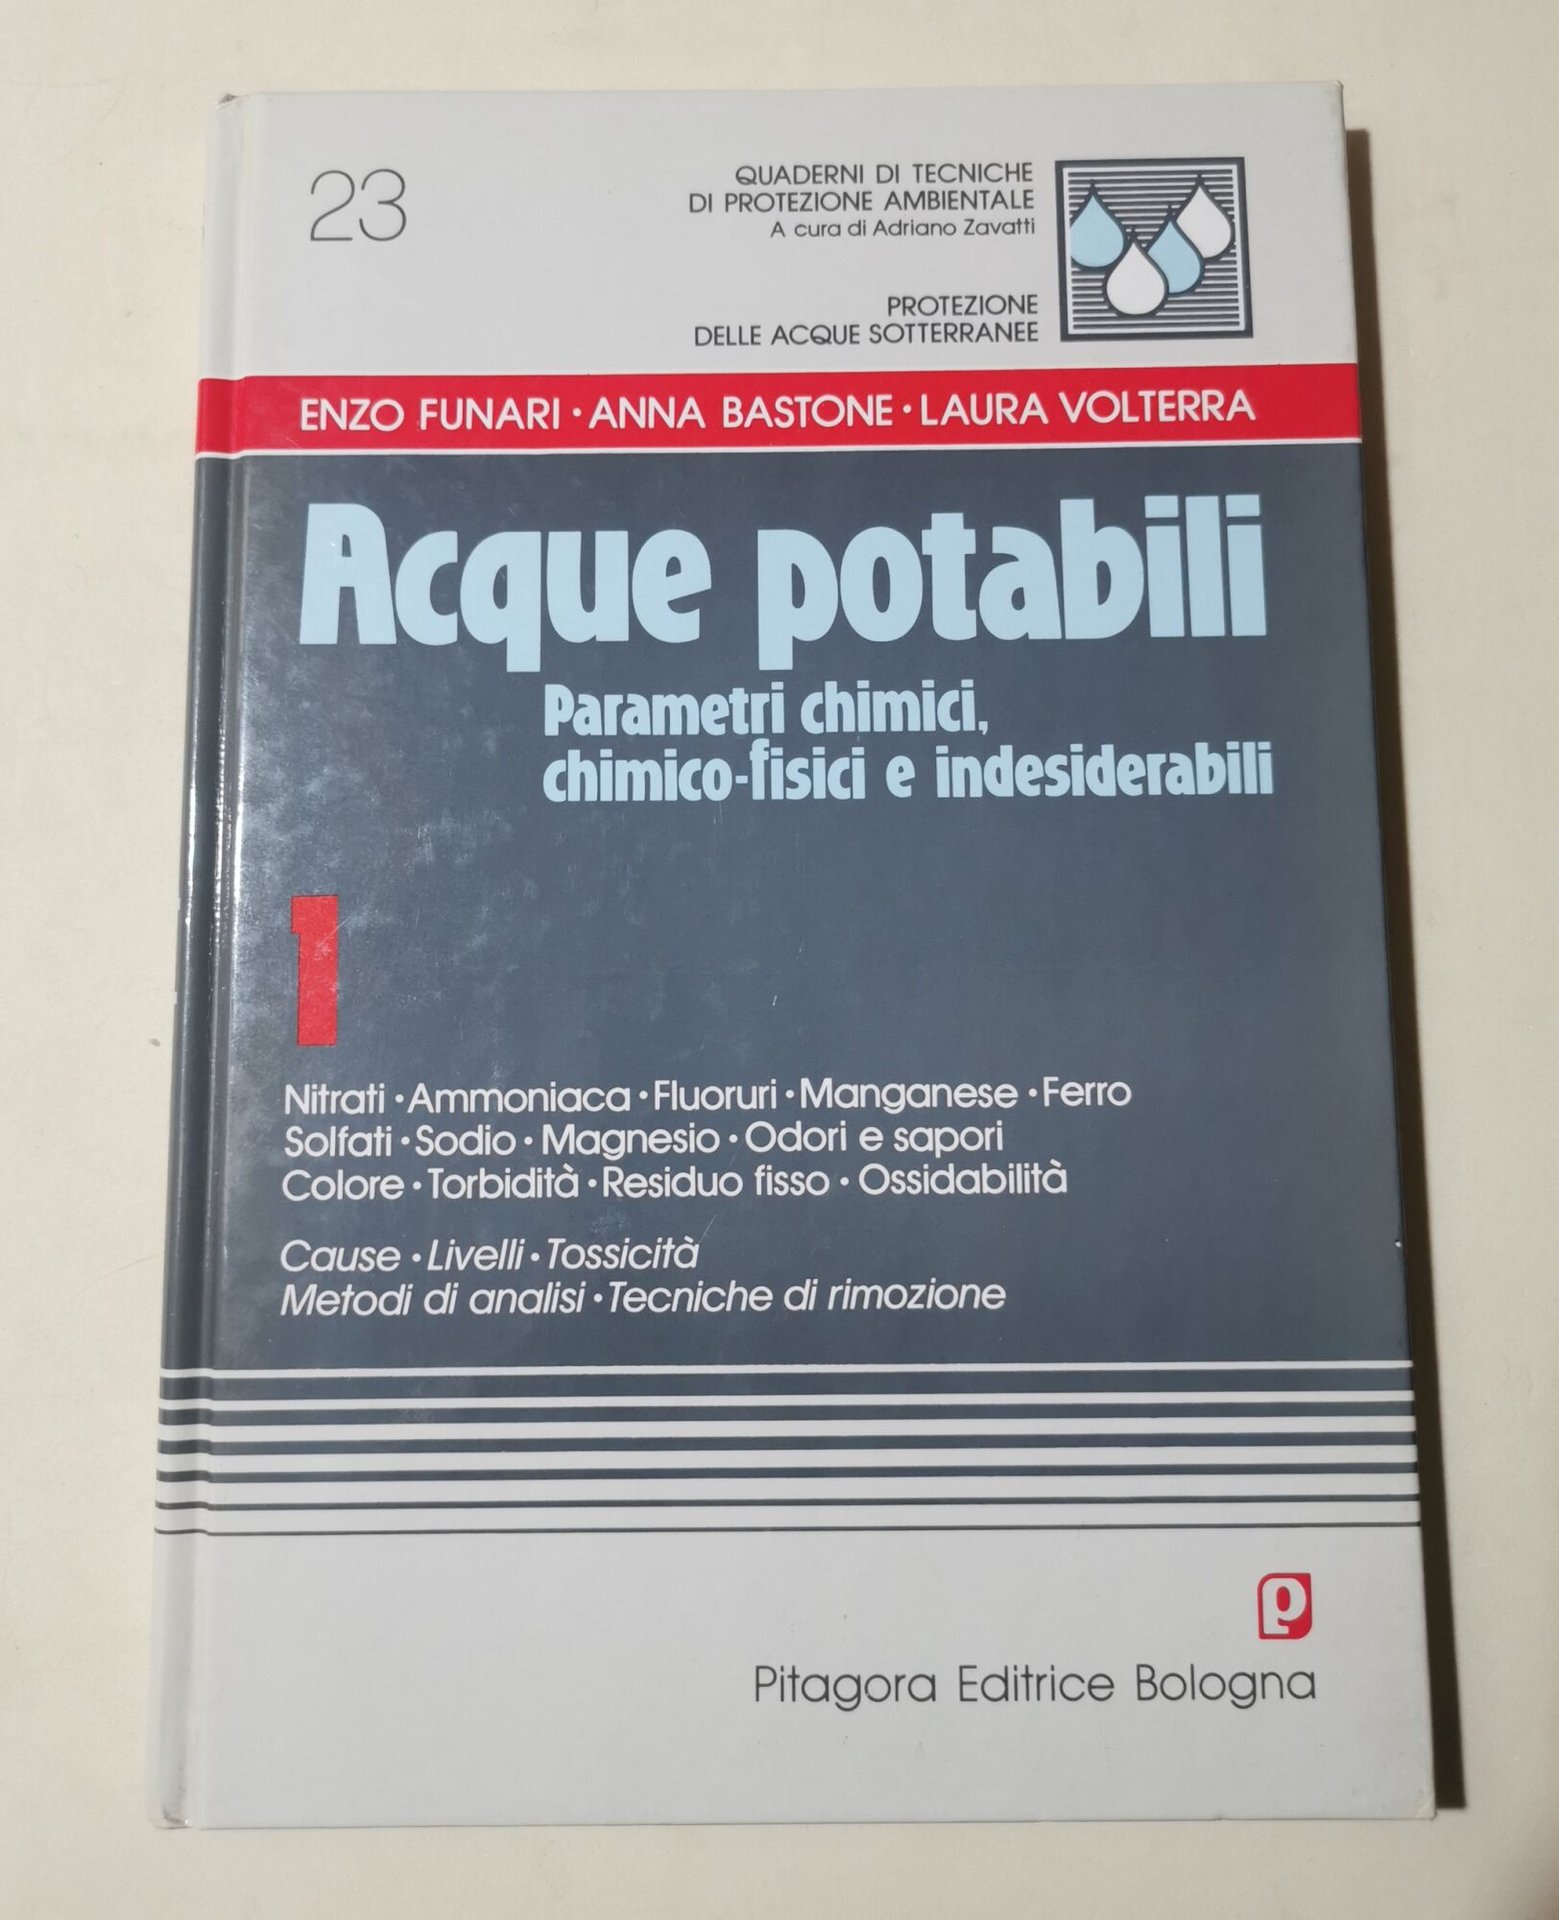 23
QUADERNI DI TECNICHE
DI PROTEZIONE AMBIENTALE
A cura di Adriano Zavatti
PROTEZIONE
DELLE ACQUE SOTTERRANEE
ENZO FUNARI • ANNA BASTONE • LAURA VOLTERRA
Acque potabili
Parametri chimici,
chimico-fisici e indesiderabili
1
Nitrati • Ammoniaca • Fluoruri • Manganese • Ferro
Solfati • Sodio • Magnesio • Odori e sapori
Colore • Torbidità • Residuo fisso • Ossidabilità
Cause • Livelli • Tossicità
Metodi di analisi • Tecniche di rimozione
P
Pitagora Editrice Bologna